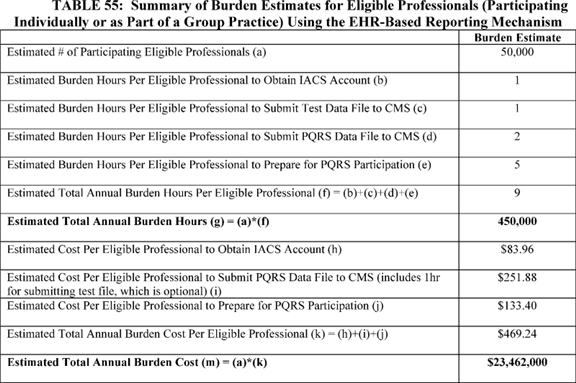 TABLE 55: Summary of Burden Estimates for Eligible Professionals (Participating
Individually or as Part of a Group Practice) Using the EHR-Based Reporting Mechanism
Burden Estimate
Estimated # of Participating Eligible Professionals (a) 50,000
Estimated Burden Hours Per Eligible Professional to Obtain IACS Account (b) 1
Estimated Burden Hours Per Eligible Professional to Submit Test Data File to CMS (c) 1
Estimated Burden Hours Per Eligible Professional to Submit PQRS Data File to CMS (d) 2
Estimated Burden Hours Per Eligible Professional to Prepare for PQRS Participation (e) 5
Estimated Total Annual Burden Hours Per Eligible Professional (f) = (b)+(c)+(d)+(e) 9
Estimated Total Annual Burden Hours (g) = (a)*(f) 450,000
Estimated Cost Per Eligible Professional to Obtain IACS Account (h) $83.96
Estimated Cost Per Eligible Professional to Submit PQRS Data File to CMS (includes 1hr
for submitting test file, which is optional) (i) $251.88
Estimated Cost Per Eligible Professional to Prepare for PQRS Participation (j) $133.40
Estimated Total Annual Burden Cost Per Eligible Professional (k) = (h)+(i)+(j) $469.24
Estimated Total Annual Burden Cost (m) = (a)*(k) $23,462,000